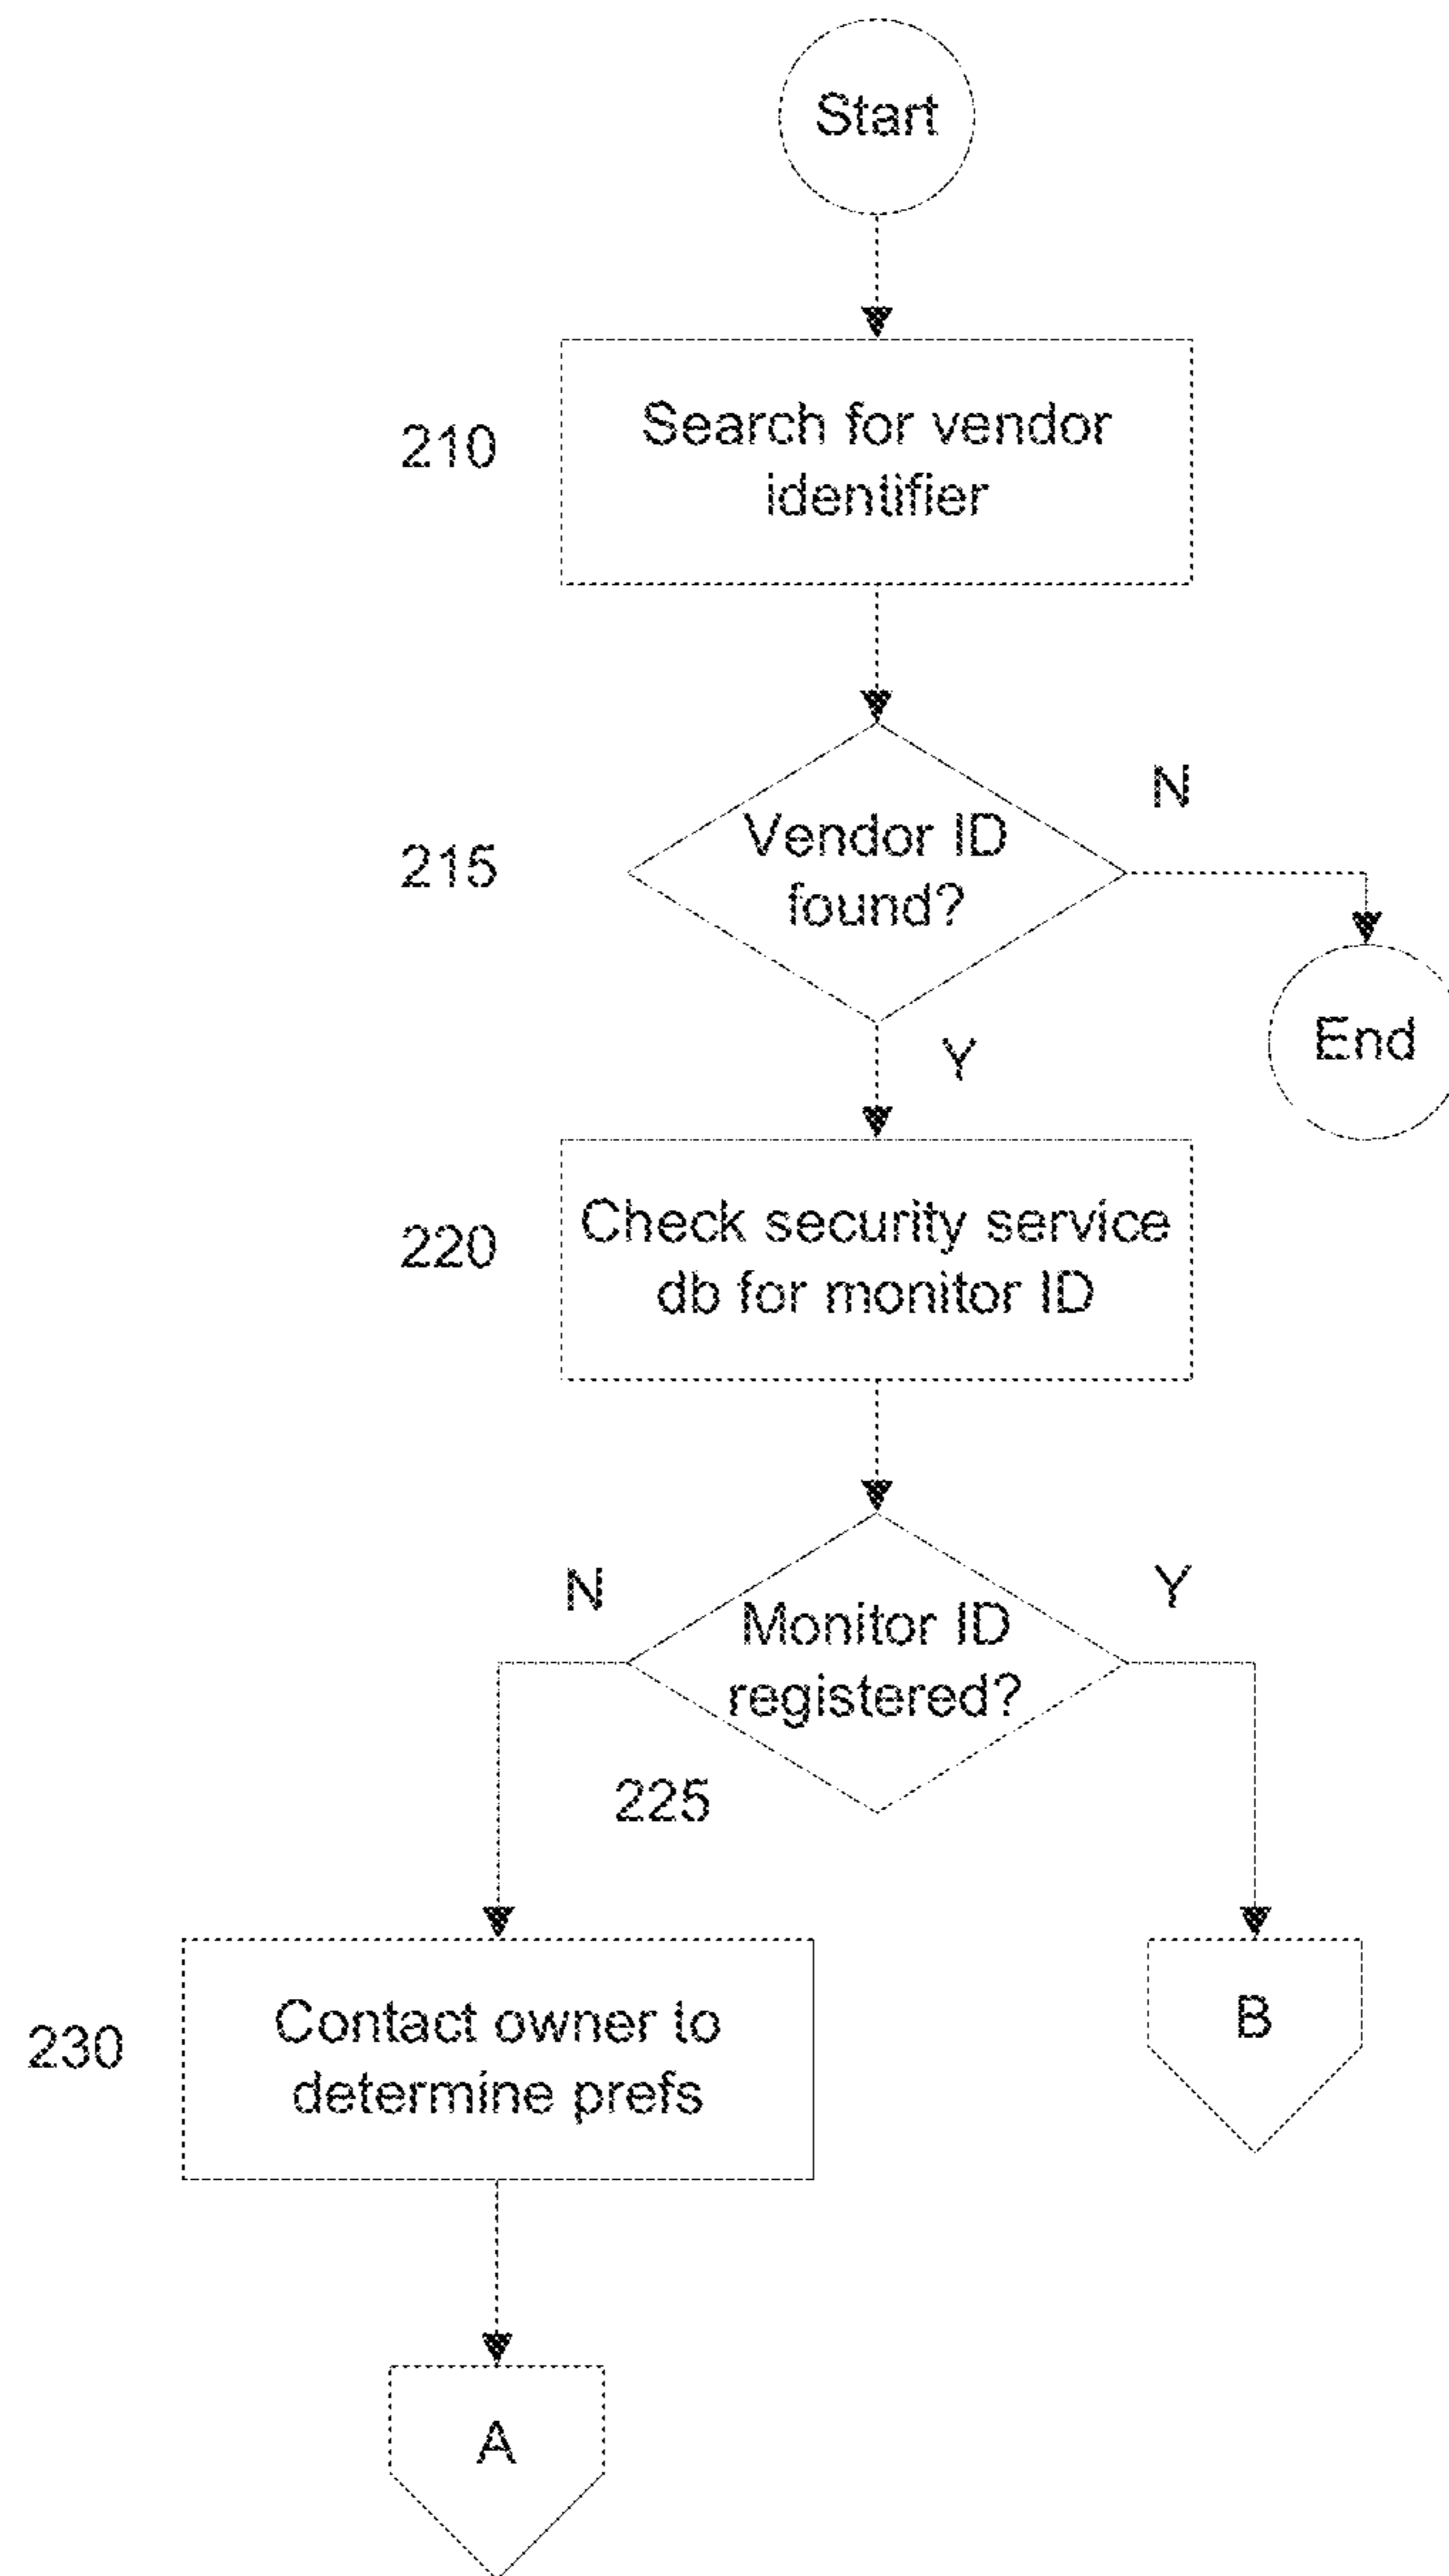 Start
210
Search for vendor
identifier
215
Vendor ID
found?
N
End
Y
220
Check security service
db for monitor ID
N
Monitor ID
registered?
Y
225
230
Contact owner to
determine prefs
B
A